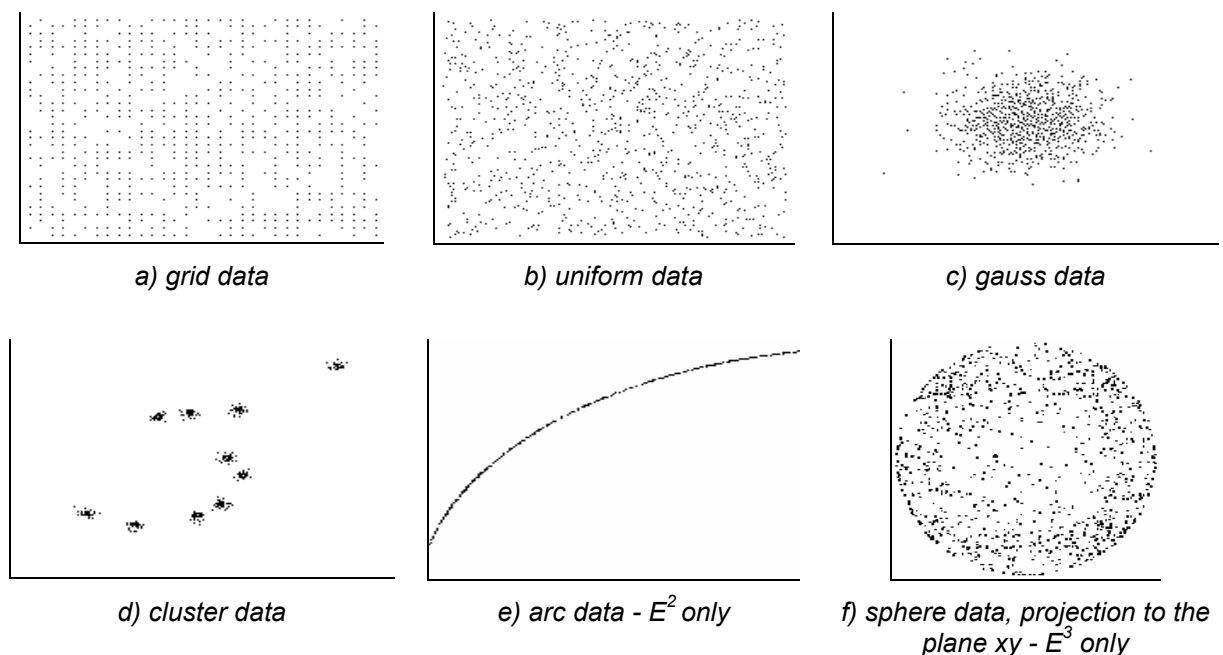 a) grid data
b) uniform data
c) gauss data
d) cluster data
e) arc data - E² only
f) sphere data, projection to the
plane xy - E³ only